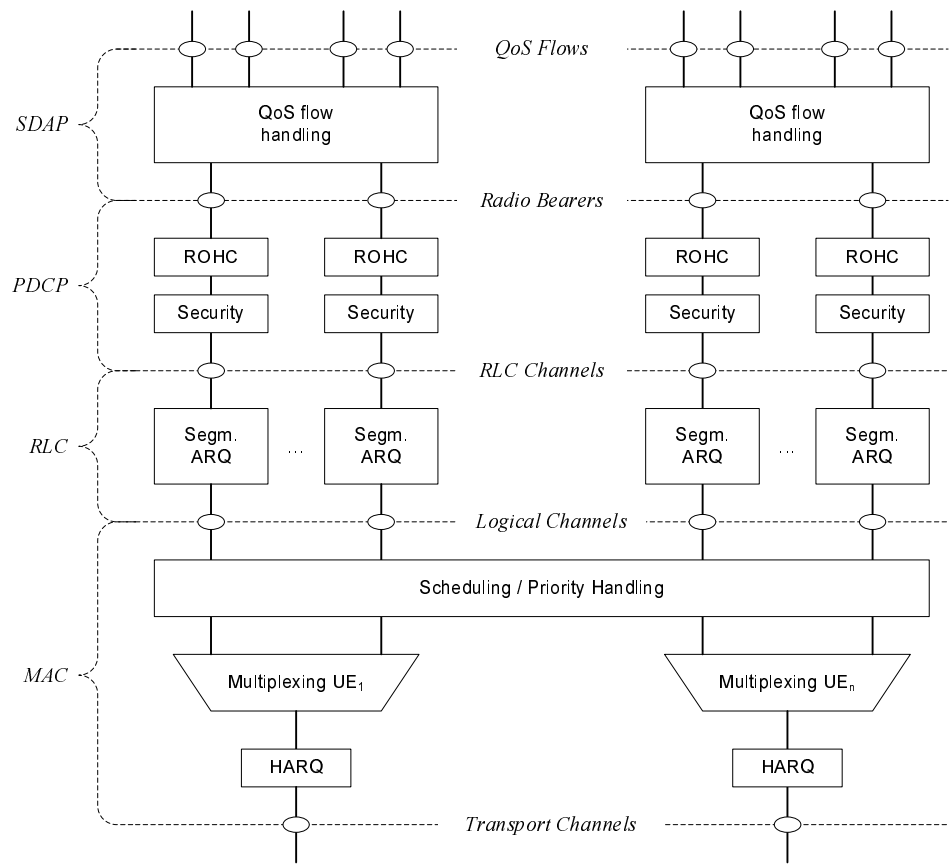 QoS Flows
QoS flow
handling
QoS flow
handling
SDAP
Radio Bearers
ROHC
ROHC
ROHC
ROHC
PDCP
Security
Security
Security
Security
RLC Channels
Segm.
ARQ
...
Segm.
ARQ
Segm.
ARQ
...
Segm.
ARQ
RLC
Logical Channels
Scheduling / Priority Handling
MAC
Multiplexing UE₁
Multiplexing UEₙ
HARQ
HARQ
Transport Channels